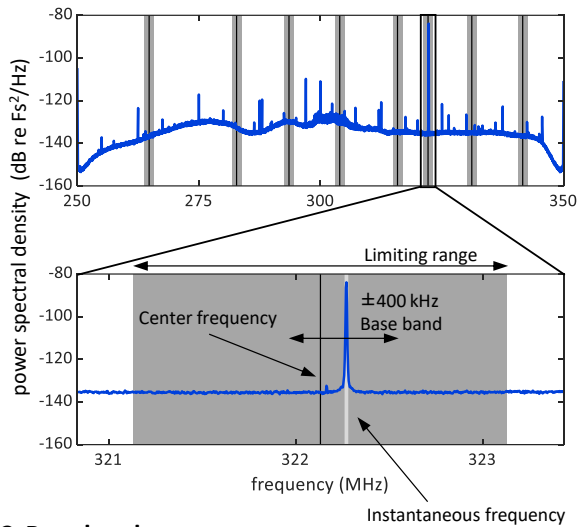 -80
-100
-120
-140
-160
250
275
300
350
power spectral density (dB re Fs²/Hz)
-80
-100
-120
-140
-160
Limiting range
±400 kHz
Base band
Center frequency
321
322
323
frequency (MHz)
Instantaneous frequency